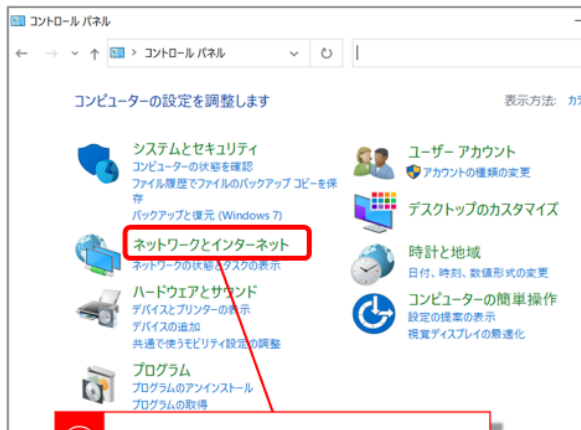 コントロール パネル
コントロール パネル
コンピューターの設定を調整します
表示方法:
システムとセキュリティ
コンピューターの状態を確認
ファイル履歴でファイルのバックアップ コピーを保
存
バックアップと復元 (Windows 7)
ネットワークとインターネット
ネットワークの状態とタスクの表示
ハードウェアとサウンド
デバイスとプリンターの表示
デバイスの追加
共通で使うモビリティ設定の調整
プログラム
プログラムのアンインストール
プログラムの取得
ユーザー アカウント
アカウントの種類の変更
デスクトップのカスタマイズ
時計と地域
日付、時刻、数値形式の変更
コンピューターの簡単操作
設定の提案の表示
視覚ディスプレイの最適化